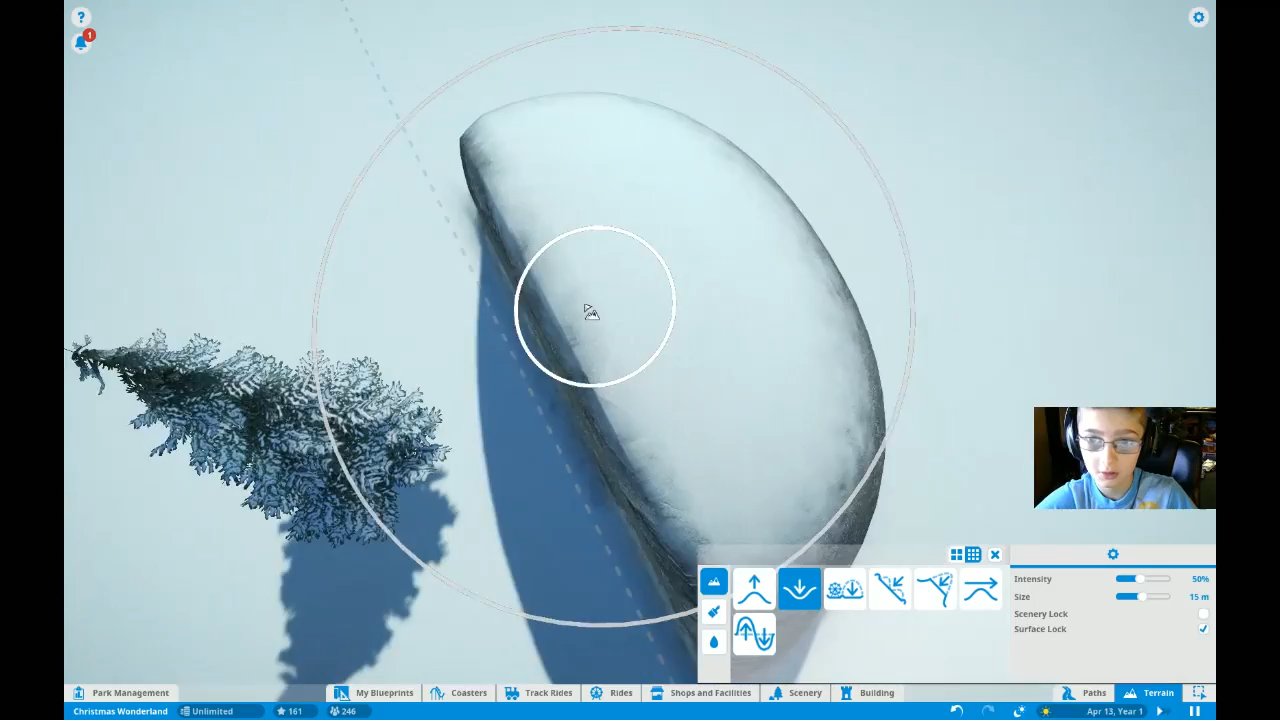 ?
1
Intensity 50%
Size 15 m
Scenery Lock
Surface Lock
Park Management My Blueprints Coasters Track Rides Rides Shops and Facilities Scenery Building Paths Terrain
Christmas Wonderland Unlimited 161 246 Apr 13, Year 1